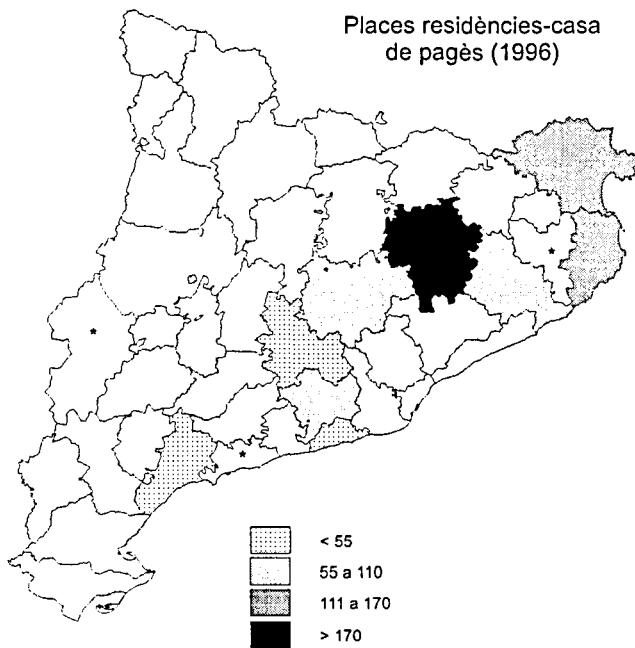 Places residències-casa
de pagès (1996)
*
*
*
< 55
55 a 110
111 a 170
> 170